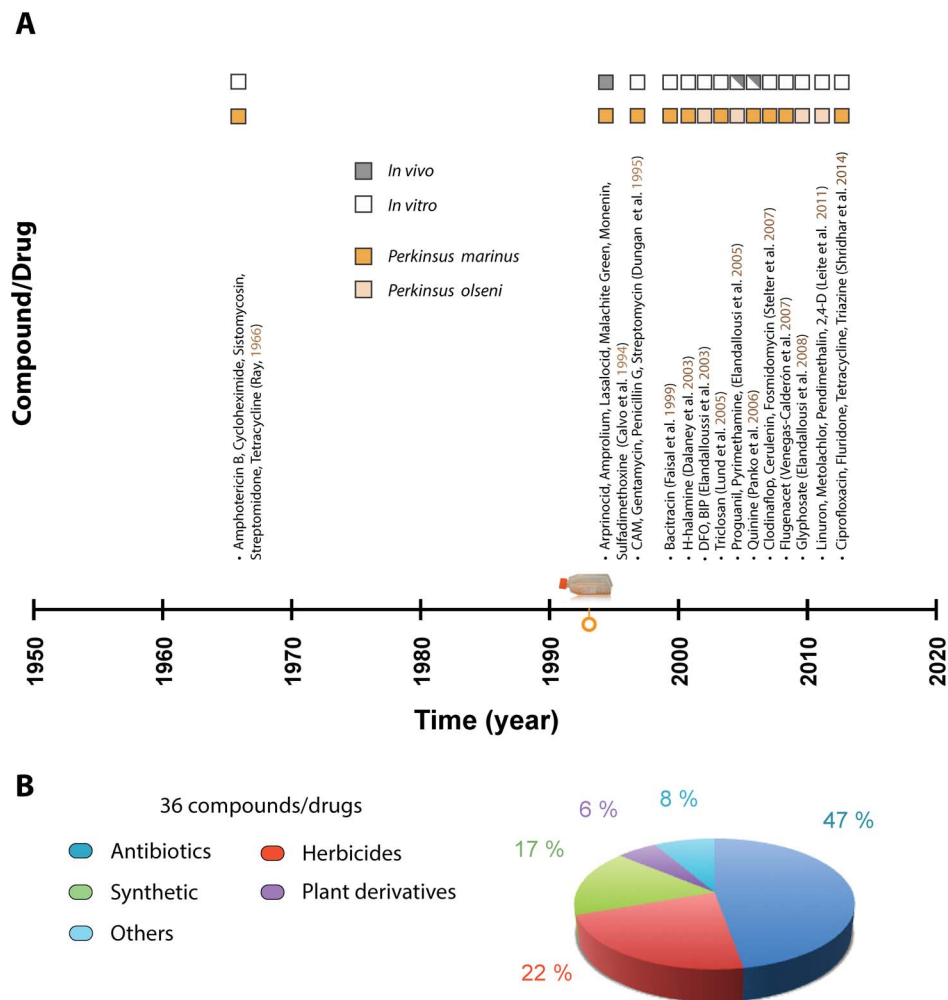 A
Compound/Drug
In vivo
In vitro
Perkinsus marinus
Perkinsus olseni
• Amphotericin B, Cycloheximide, Sistomycosin,
Streptomidone, Tetracycline (Ray, 1966)
• Arprinocid, Amprolium, Lasalocid, Malachite Green, Monenin,
Sulfadimethoxine (Calvo et al. 1994)
• CAM, Gentamycin, Penicillin G, Streptomycin (Dungan et al. 1995)
• Bacitracin (Faisal et al. 1999)
• H-halamine (Dalaney et al. 2003)
• DFO, BIP (Elandalloussi et al. 2003)
• Triclosan (Lund et al. 2005)
• Proguanil, Pyrimethamine, (Elandallousi et al. 2005)
• Quinine (Panko et al. 2006)
• Clodinaflop, Cerulenin, Fosmidomycin (Stelter et al. 2007)
• Flugenacet (Venegas-Calderón et al. 2007)
• Glyphosate (Elandallousi et al. 2008)
• Linuron, Metolachlor, Pendimethalin, 2,4-D (Leite et al. 2011)
• Ciprofloxacin, Fluridone, Tetracycline, Triazine (Shridhar et al. 2014)
1950 1960 1970 1980 1990 2000 2010 2020
Time (year)
B
36 compounds/drugs
Antibiotics
Herbicides
Synthetic
Plant derivatives
Others
6 %
8 %
47 %
17 %
22 %